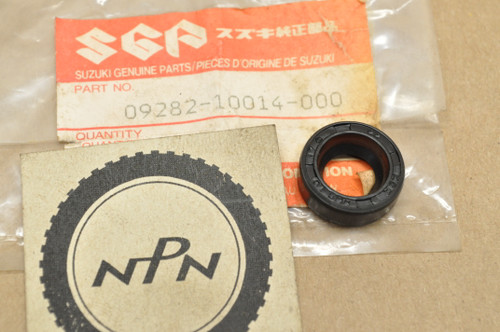 SGP スズキ純正部品
SUZUKI GENUINE PARTS/PIECES D'ORIGINE DE SUZUKI
PART NO.
09282-10014-000
QUANTITY
NPN